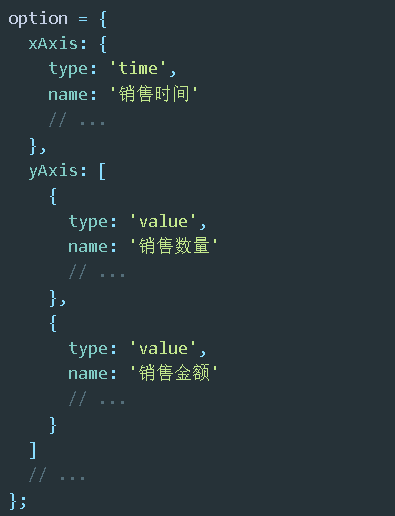 option = {
  xAxis: {
    type: 'time',
    name: '销售时间'
    // ...
  },
  yAxis: [
    {
      type: 'value',
      name: '销售数量'
      // ...
    },
    {
      type: 'value',
      name: '销售金额'
      // ...
    }
  ]
  // ...
};